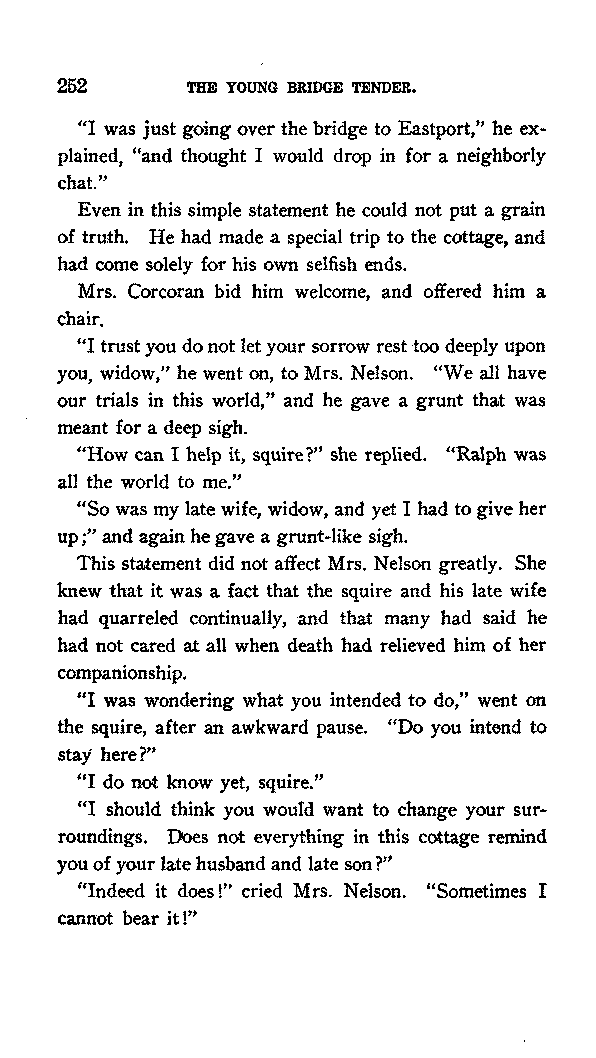 252 THE YOUNG BRIDGE TENDER.
"I was just going over the bridge to Eastport," he ex-
plained, "and thought I would drop in for a neighborly
chat."
Even in this simple statement he could not put a grain
of truth. He had made a special trip to the cottage, and
had come solely for his own selfish ends.
Mrs. Corcoran bid him welcome, and offered him a
chair.
"I trust you do not let your sorrow rest too deeply upon
you, widow," he went on, to Mrs. Nelson. "We all have
our trials in this world," and he gave a grunt that was
meant for a deep sigh.
"How can I help it, squire?" she replied. "Ralph was
all the world to me."
"So was my late wife, widow, and yet I had to give her
up;" and again he gave a grunt-like sigh.
This statement did not affect Mrs. Nelson greatly. She
knew that it was a fact that the squire and his late wife
had quarreled continually, and that many had said he
had not cared at all when death had relieved him of her
companionship.
"I was wondering what you intended to do," went on
the squire, after an awkward pause. "Do you intend to
stay here?"
"I do not know yet, squire."
"I should think you would want to change your sur-
roundings. Does not everything in this cottage remind
you of your late husband and late son?"
"Indeed it does!" cried Mrs. Nelson. "Sometimes I
cannot bear it!"